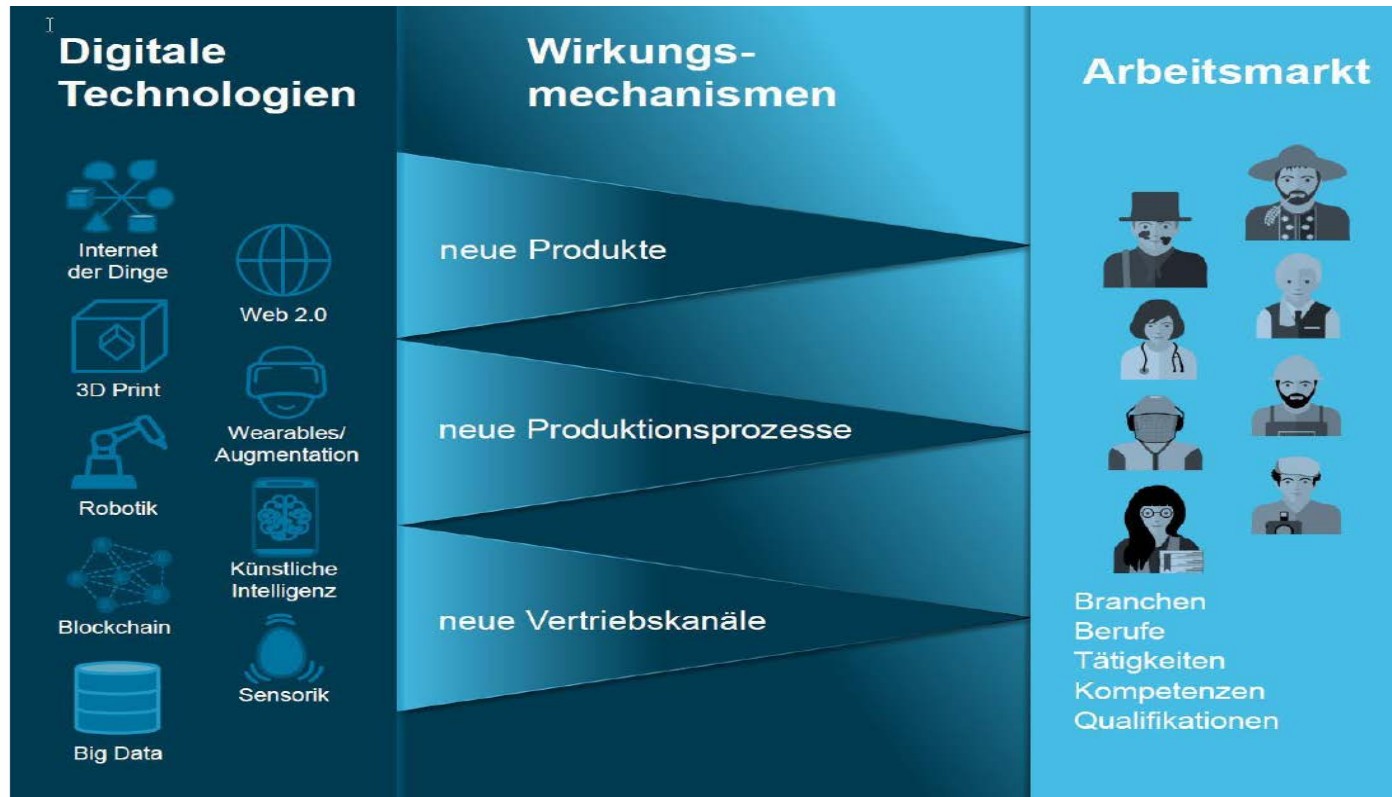 Digitale
Technologien
Internet
der Dinge
Web 2.0
3D Print
Wearables/
Augmentation
Robotik
Künstliche
Intelligenz
Blockchain
Sensorik
Big Data
Wirkungs-
mechanismen
neue Produkte
neue Produktionsprozesse
neue Vertriebskanäle
Arbeitsmarkt
Branchen
Berufe
Tätigkeiten
Kompetenzen
Qualifikationen